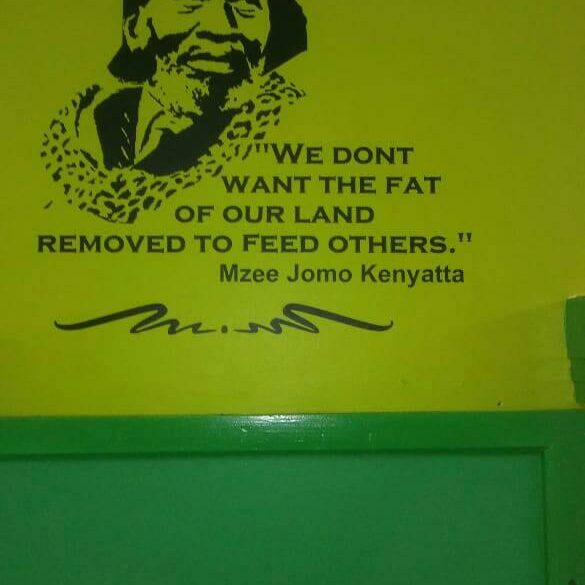 "WE DONT
WANT THE FAT
OF OUR LAND
REMOVED TO FEED OTHERS."
Mzee Jomo Kenyatta